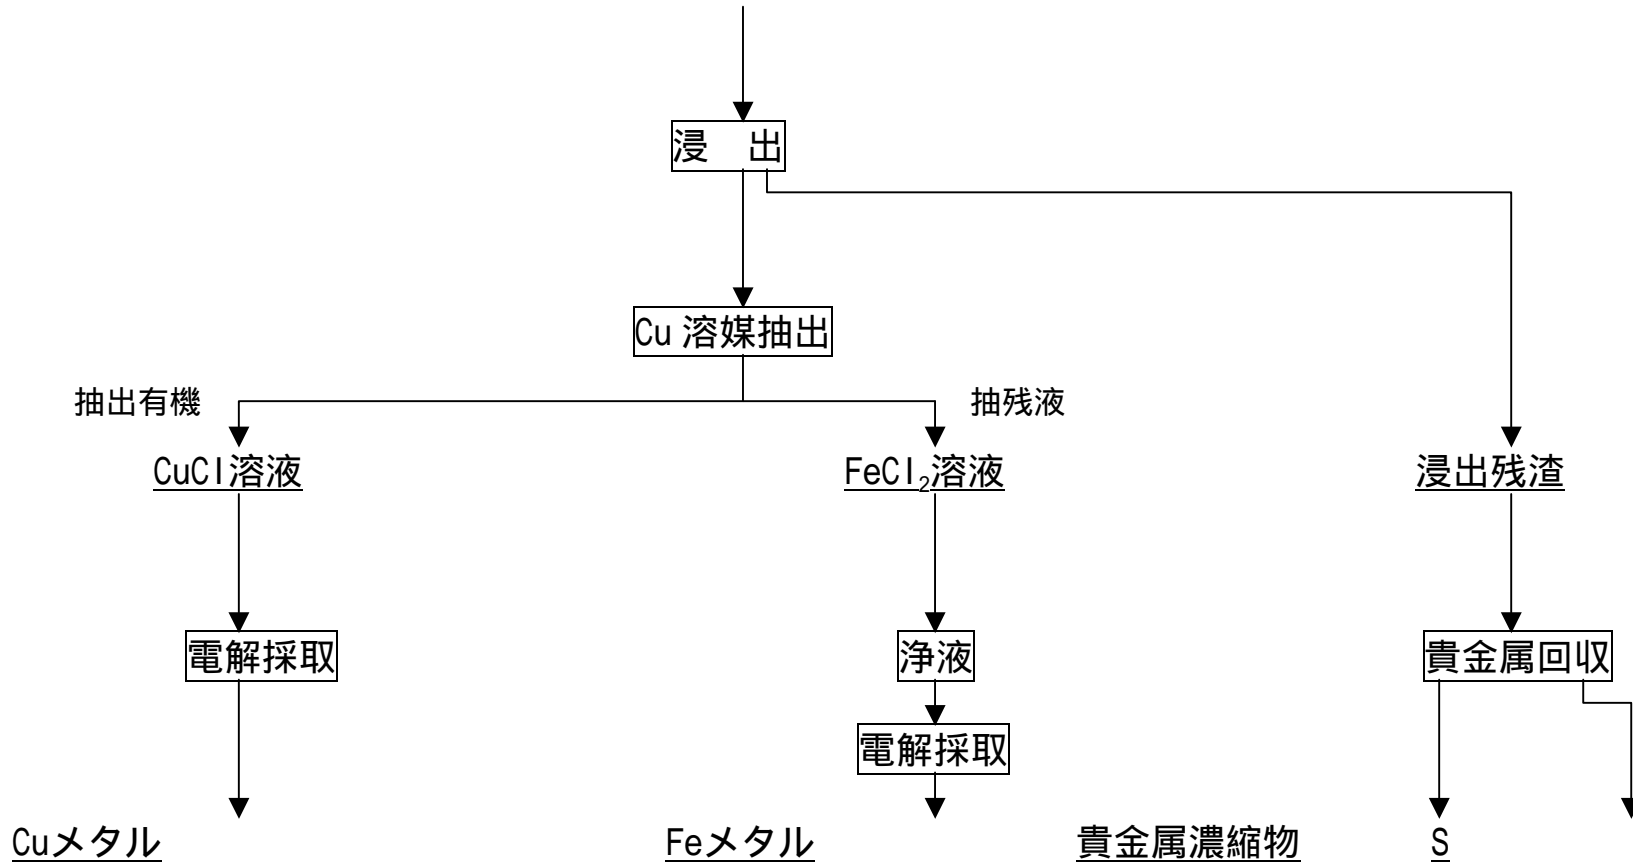 浸　出
Cu 溶媒抽出
抽出有機
抽残液
CuCl溶液
FeCl₂溶液
浸出残渣
電解採取
浄液
貴金属回収
電解採取
Cuメタル
Feメタル
貴金属濃縮物
S